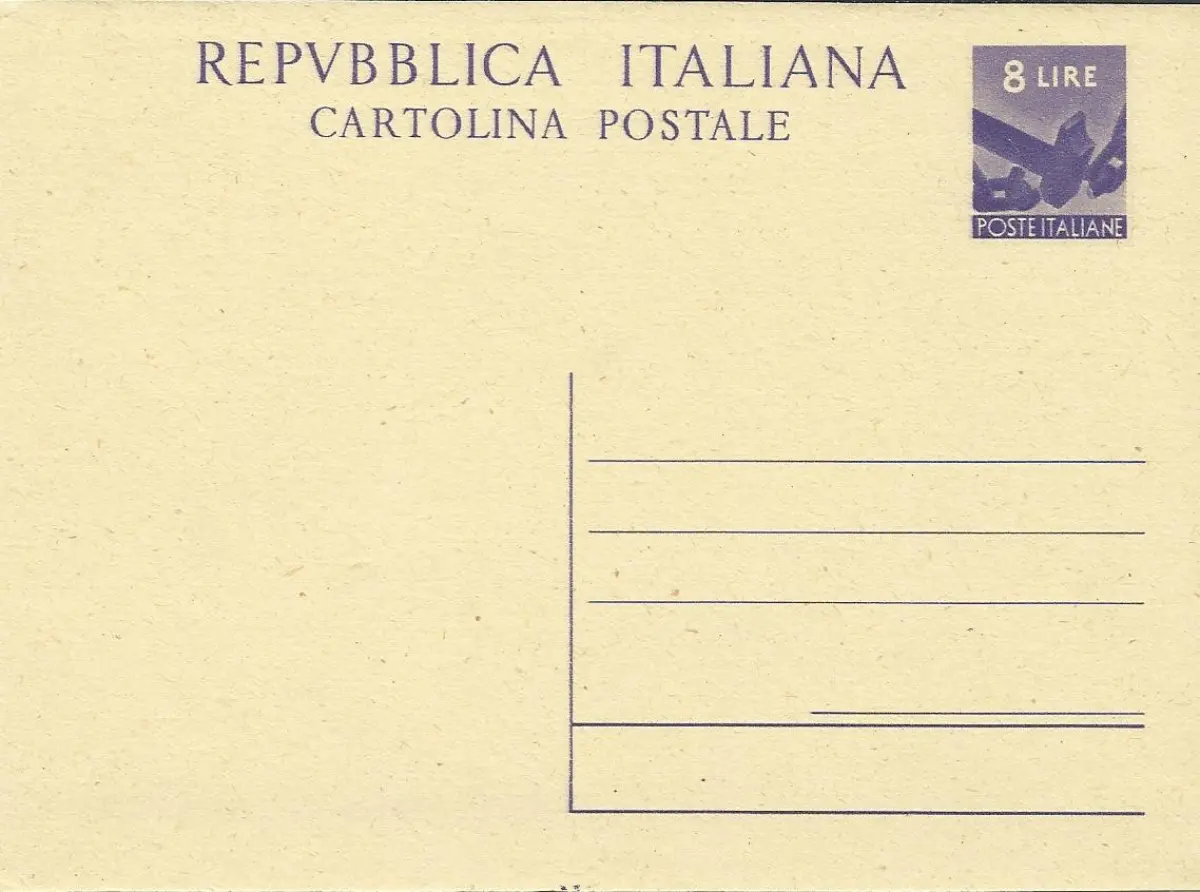 REPVBBLICA ITALIANA
CARTOLINA POSTALE
8 LIRE
POSTE ITALIANE